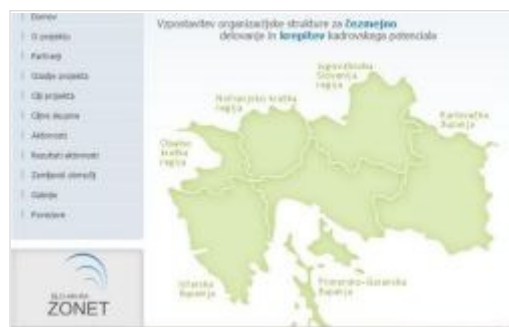 Domov
O projektu
Partnerji
Gradivo projekta
Cilji projekta
Ciljne skupine
Aktivnosti
Rezultati aktivnosti
Zemljevid območij
Galerija
Povezave
Vzpostavitev organizacijske strukture za čezmejno
delovanje in krepitev kadrovskega potenciala
Jugovzhodna
Slovenija
regija
Notranjsko kraška
regija
Karlovačka
županija
Obalno
kraška
regija
Istarska
županija
Primorsko-Goranska
županija
ZONET